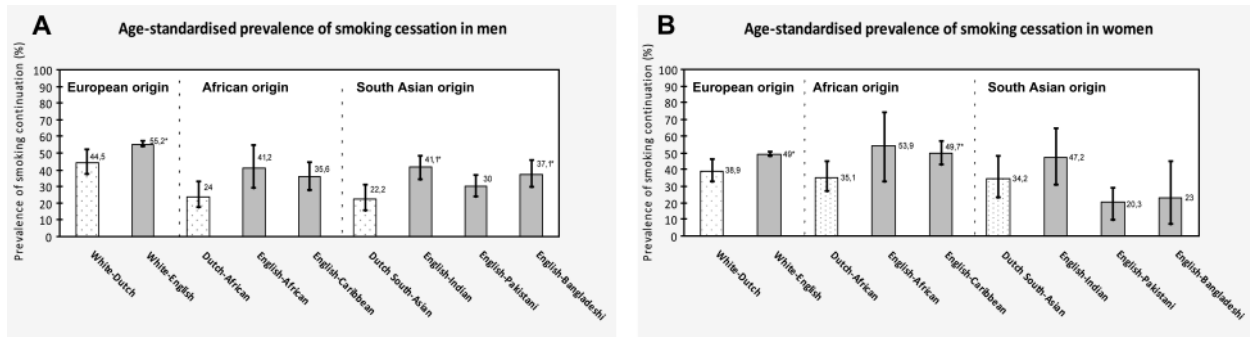 A
Age-standardised prevalence of smoking cessation in men
Prevalence of smoking continuation (%)
100
90
80
70
60
50
40
30
20
10
0
European origin
African origin
South Asian origin
44,5
55,2*
24
41,2
35,6
22,2
41,1*
30
37,1*
White-Dutch
White-English
Dutch-African
English-African
English-Caribbean
Dutch South-Asian
English-Indian
English-Pakistani
English-Bangladeshi
B
Age-standardised prevalence of smoking cessation in women
Prevalence of smoking continuation (%)
100
90
80
70
60
50
40
30
20
10
0
European origin
African origin
South Asian origin
38,9
49*
35,1
53,9
49,7*
34,2
47,2
20,3
23
White-Dutch
White-English
Dutch-African
English-African
English-Caribbean
Dutch South-Asian
English-Indian
English-Pakistani
English-Bangladeshi